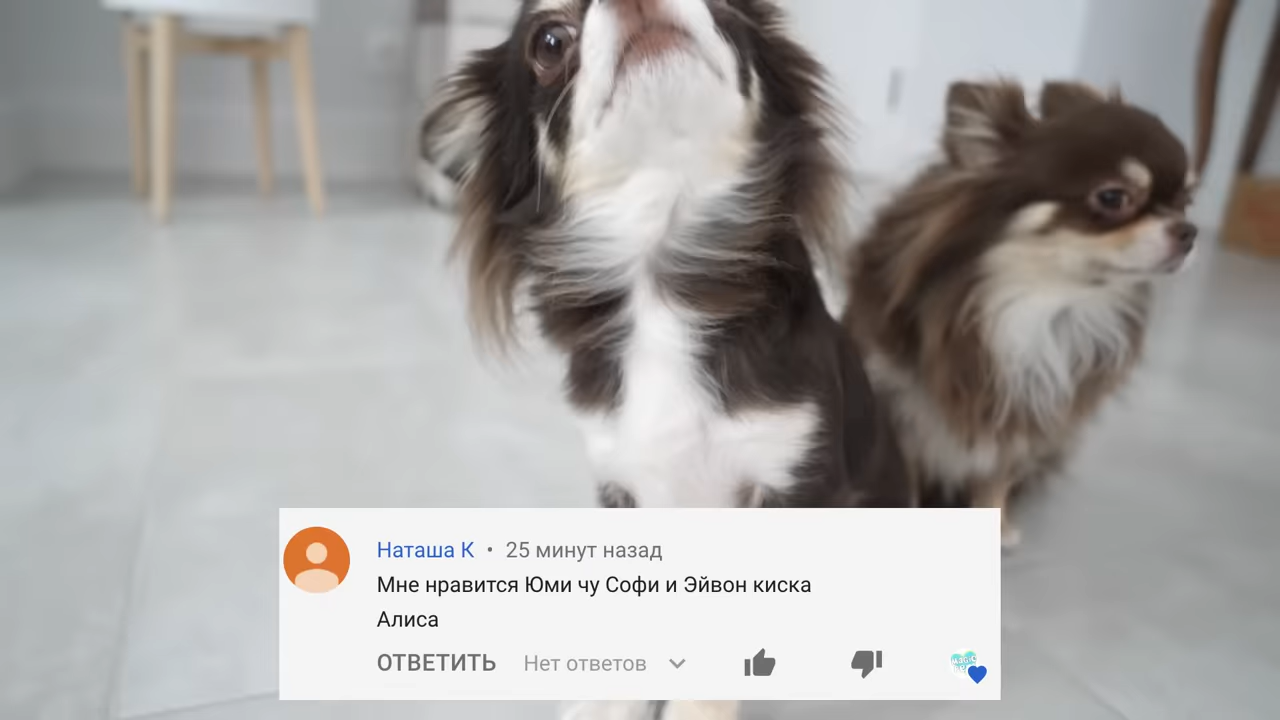 Наташа К • 25 минут назад
Мне нравится Юми чу Софи и Эйвон киска
Алиса
ОТВЕТИТЬ Нет ответов